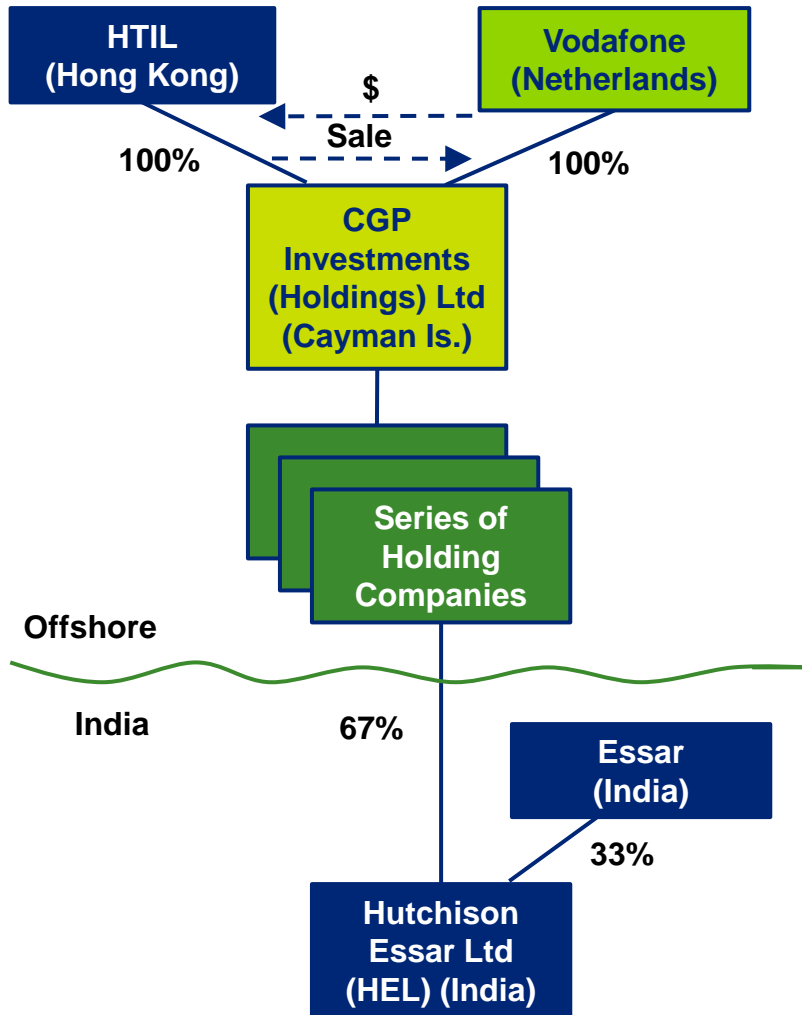 HTIL
(Hong Kong)
Vodafone
(Netherlands)
$
Sale
100%
100%
CGP
Investments
(Holdings) Ltd
(Cayman Is.)
Series of
Holding
Companies
Offshore
India
67%
Essar
(India)
33%
Hutchison
Essar Ltd
(HEL) (India)